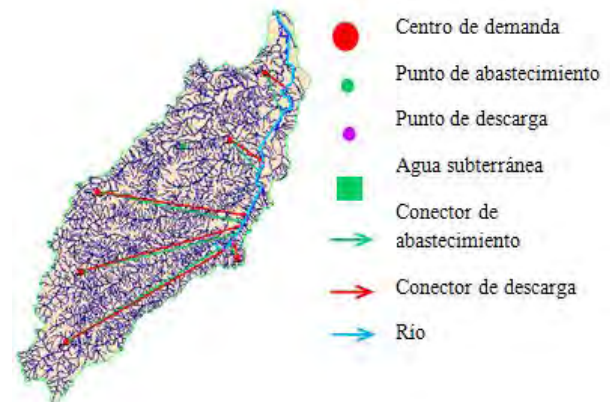 Centro de demanda
Punto de abastecimiento
Punto de descarga
Agua subterránea
Conector de
abastecimiento
Conector de descarga
Río